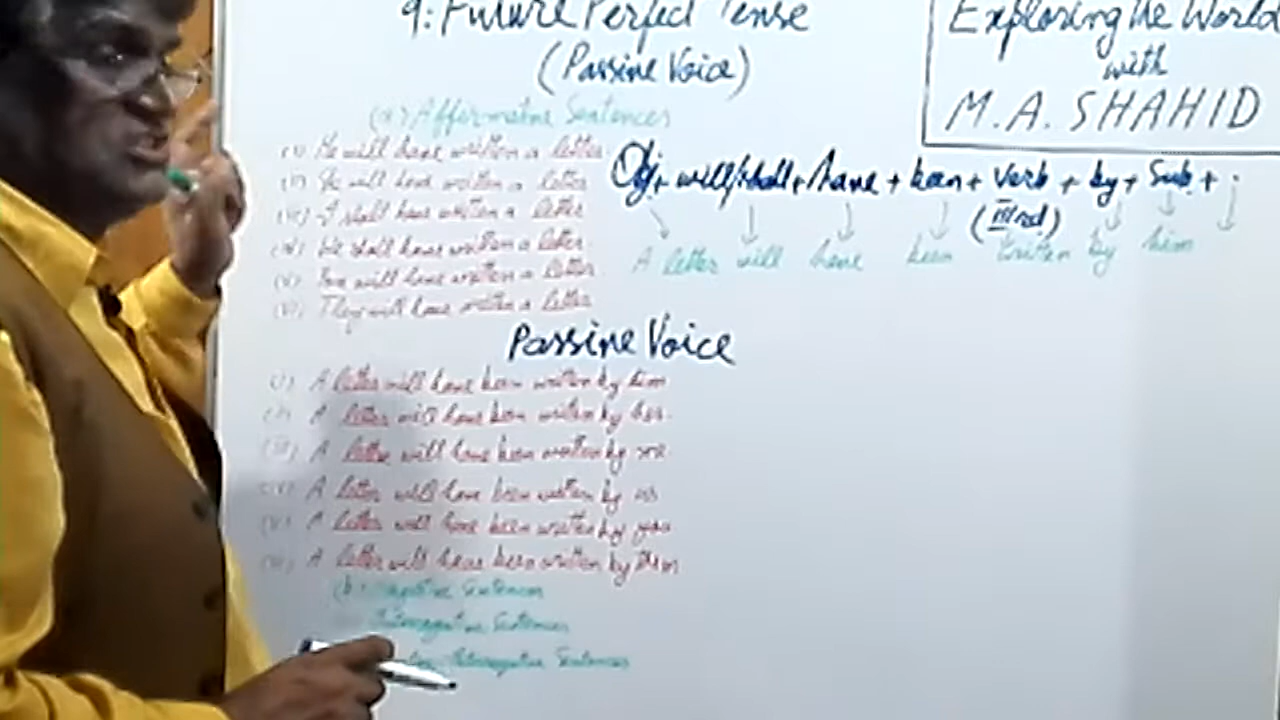 9: Future Perfect Tense
(Passive Voice)
Exploring the World
with
M.A. SHAHID
(a) Affirmative Sentences
(i) He will have written a letter.
(ii) She will have written a letter
(iii) I shall have written a letter
(iv) We shall have written a letter.
(v) You will have written a letter.
(vi) They will have written a letter
Obj + will/shall + have + been + verb + by + Sub + .
(IIIrd)
A letter will have been written by him
Passive Voice
(i) A letter will have been written by him
(ii) A letter will have been written by her.
(iii) A letter will have been written by me
(iv) A letter will have been written by us
(v) A letter will have been written by you
(vi) A letter will have been written by them
(b) Negative Sentences
Interrogative Sentences
Interrogative Sentences